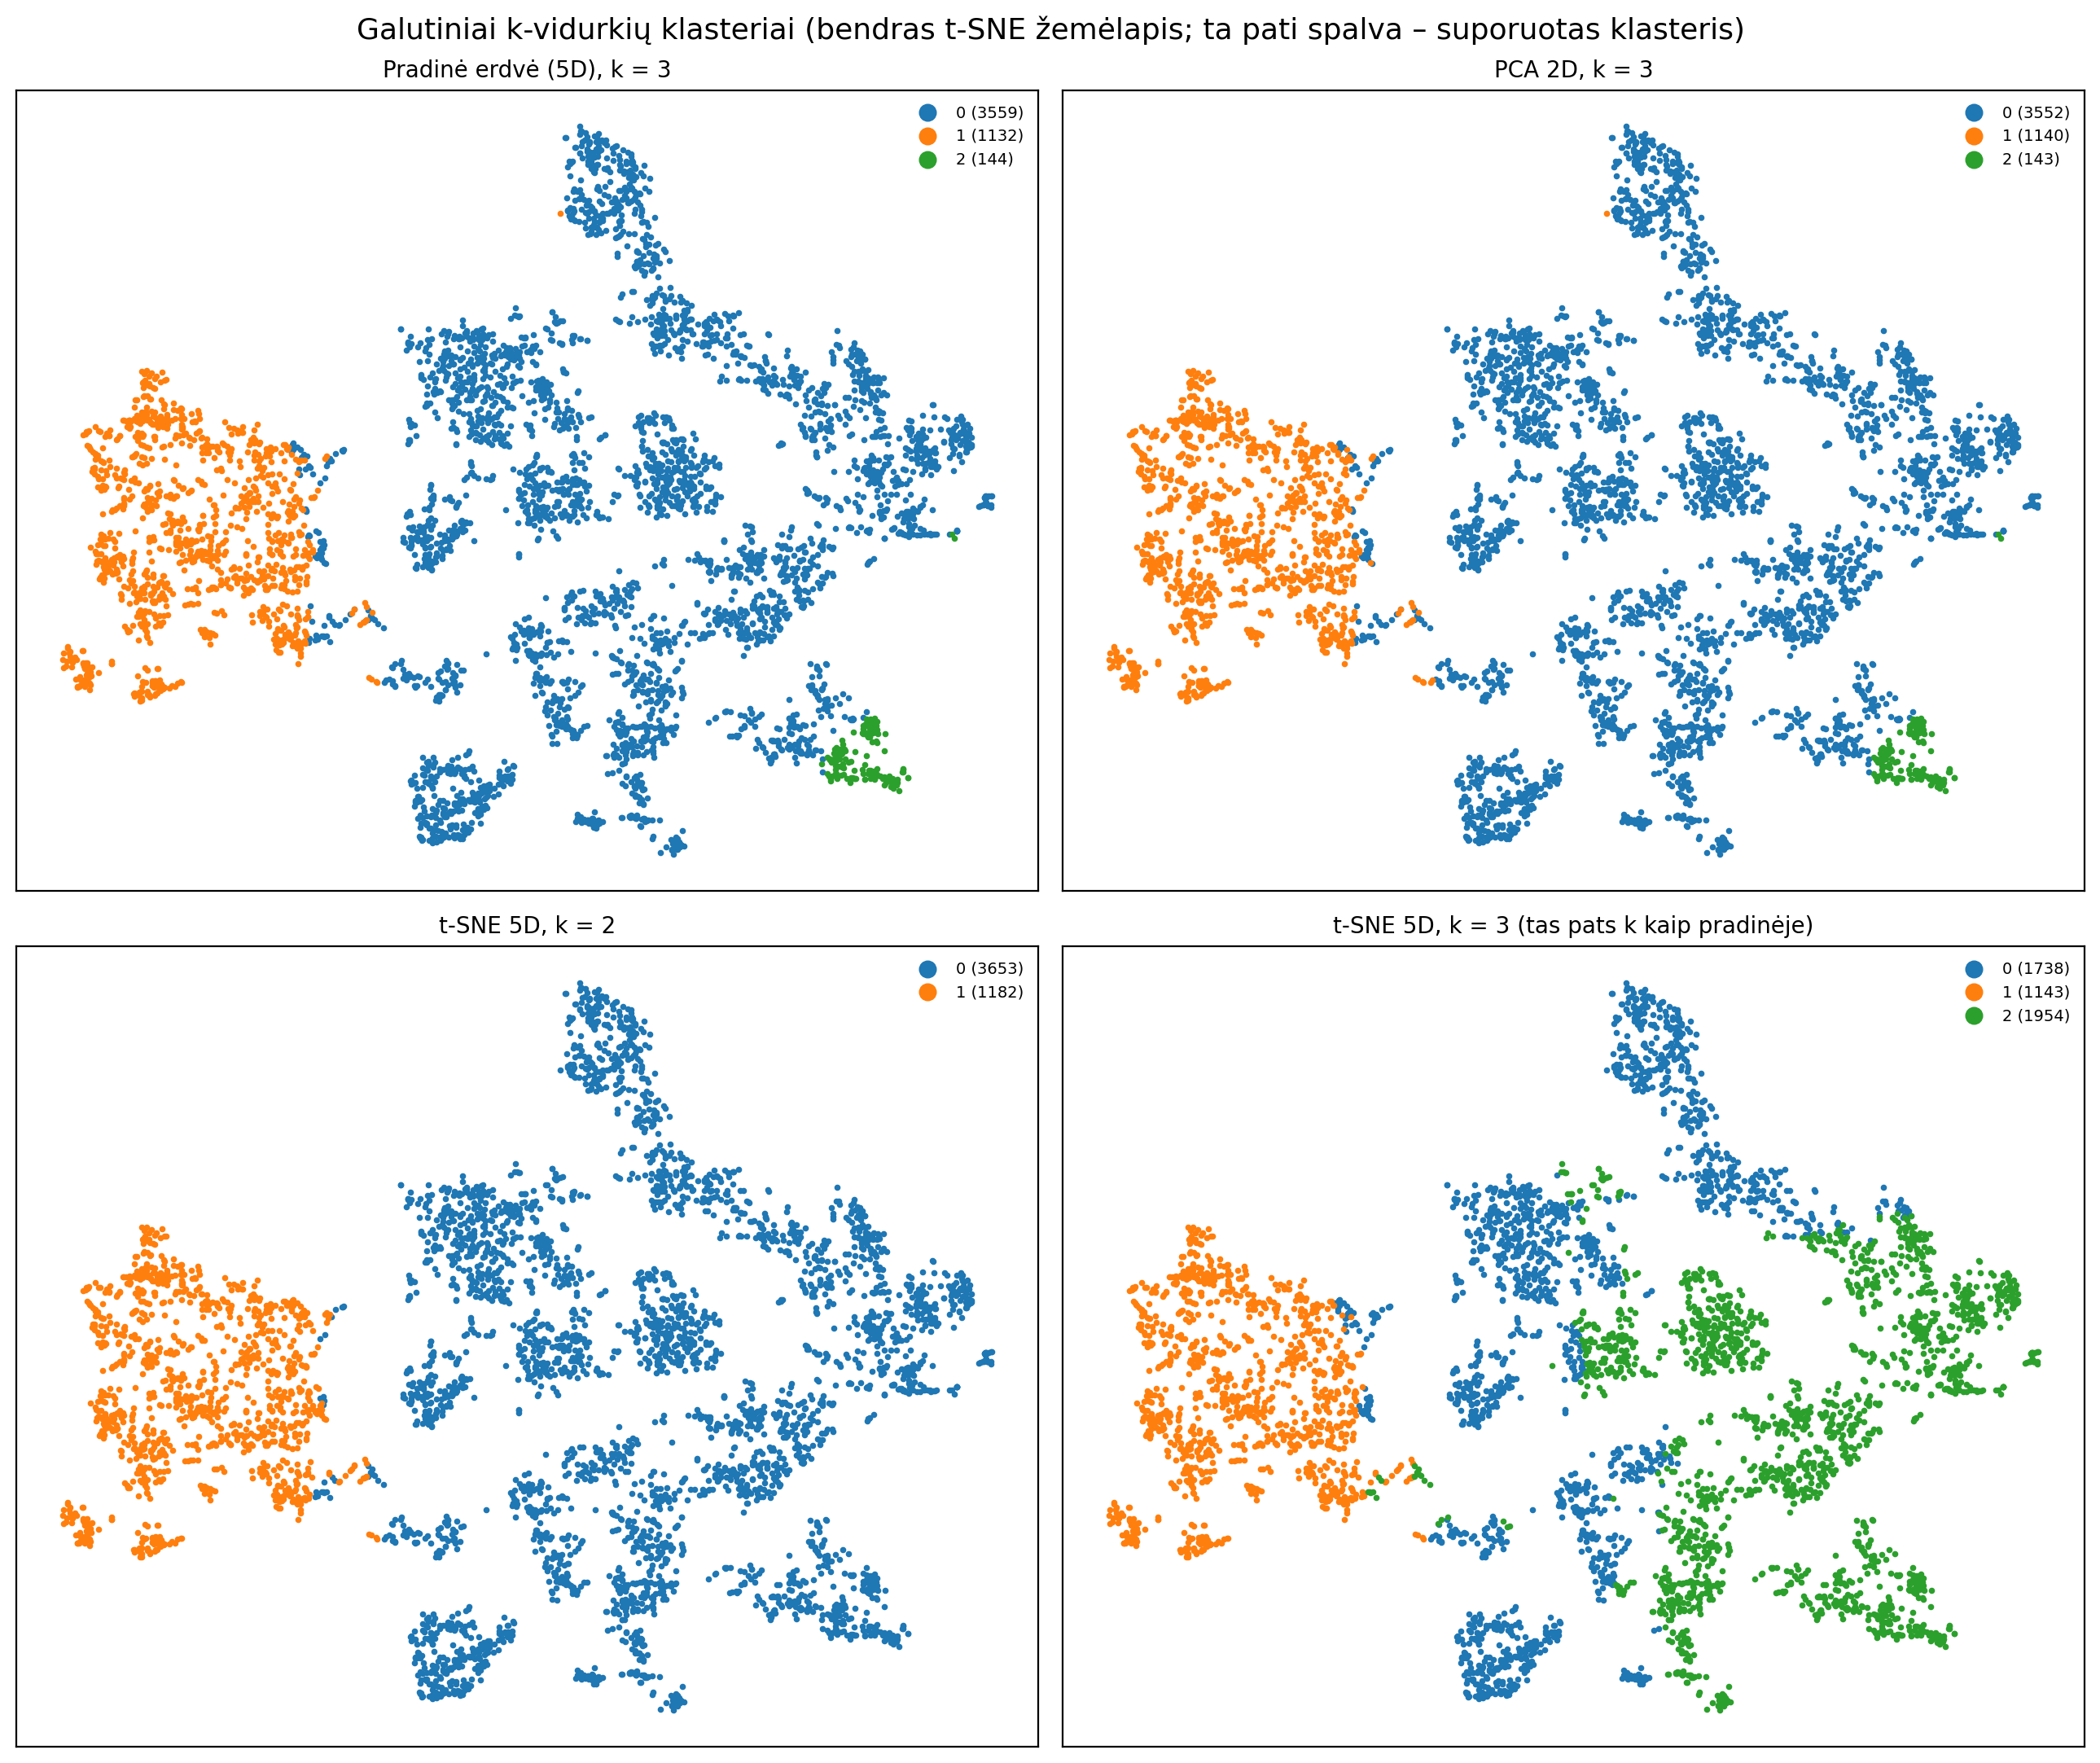 Galutiniai k-vidurkių klasteriai (bendras t-SNE žemėlapis; ta pati spalva – suporuotas klasteris)
Pradinė erdvė (5D), k = 3
0 (3559)
1 (1132)
2 (144)
PCA 2D, k = 3
0 (3552)
1 (1140)
2 (143)
t-SNE 5D, k = 2
0 (3653)
1 (1182)
t-SNE 5D, k = 3 (tas pats k kaip pradinėje)
0 (1738)
1 (1143)
2 (1954)